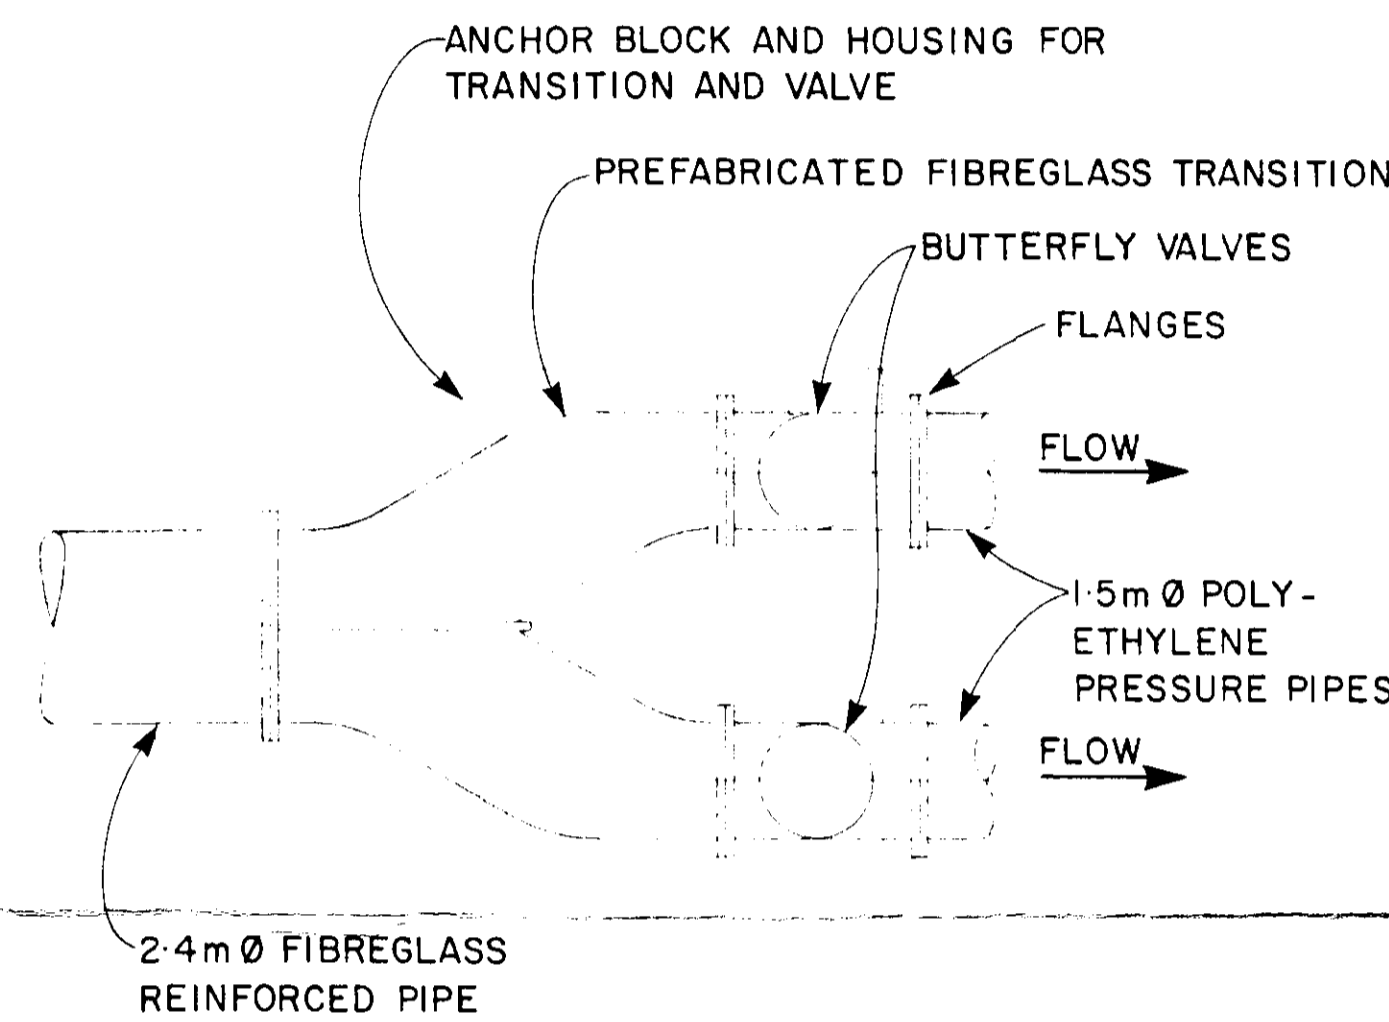 ANCHOR BLOCK AND HOUSING FOR
TRANSITION AND VALVE
PREFABRICATED FIBREGLASS TRANSITION
BUTTERFLY VALVES
FLANGES
FLOW
1·5m Ø POLY-
ETHYLENE
PRESSURE PIPES
FLOW
2·4m Ø FIBREGLASS
REINFORCED PIPE